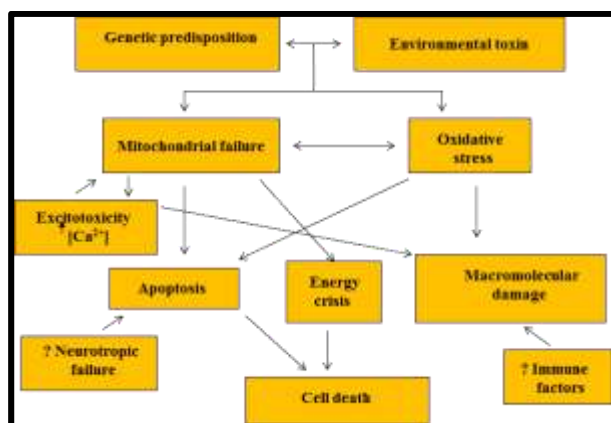 Genetic predisposition
Environmental toxin
Mitochondrial failure
Oxidative
stress
Excitotoxicity
↑
[Ca²⁺]
Apoptosis
Energy
crisis
Macromolecular
damage
? Neurotropic
failure
Cell death
? Immune
factors